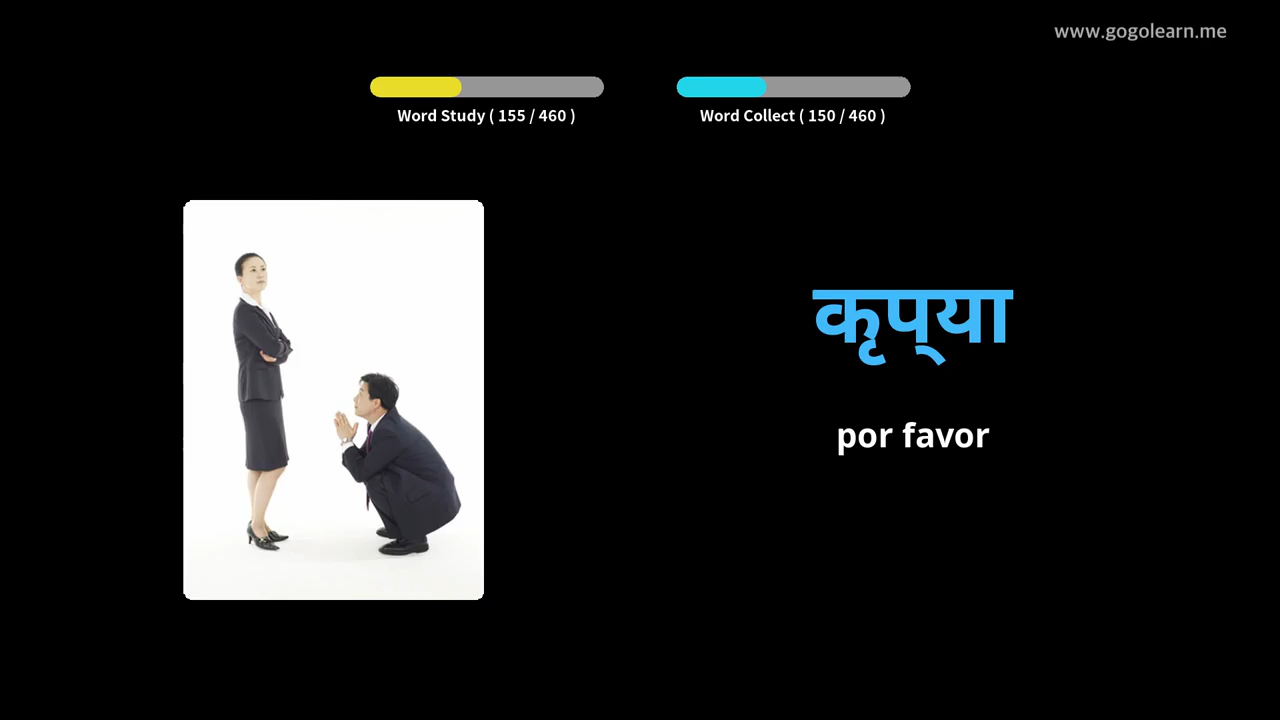 www.gogolearn.me
Word Study ( 155 / 460 )
Word Collect ( 150 / 460 )
कृप्‌या
por favor